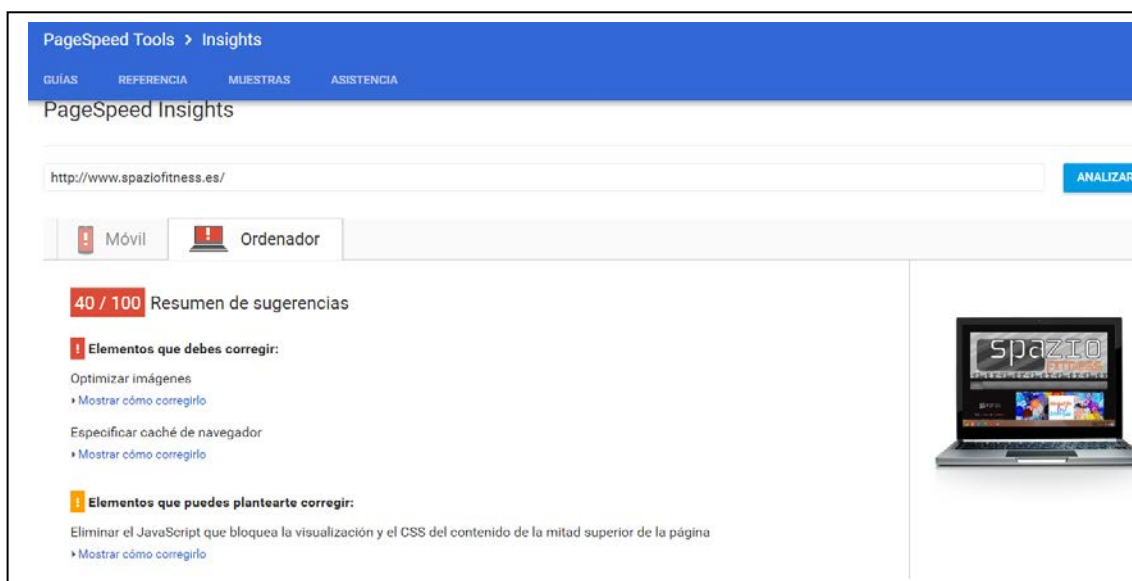 PageSpeed Tools > Insights
GUÍAS REFERENCIA MUESTRAS ASISTENCIA
PageSpeed Insights
http://www.spaziofitness.es/ ANALIZAR
Móvil Ordenador
40 / 100 Resumen de sugerencias
! Elementos que debes corregir:
Optimizar imágenes
Mostrar cómo corregirlo
Especificar caché de navegador
Mostrar cómo corregirlo
! Elementos que puedes plantearte corregir:
Eliminar el JavaScript que bloquea la visualización y el CSS del contenido de la mitad superior de la página
Mostrar cómo corregirlo
spazio
FITNESS